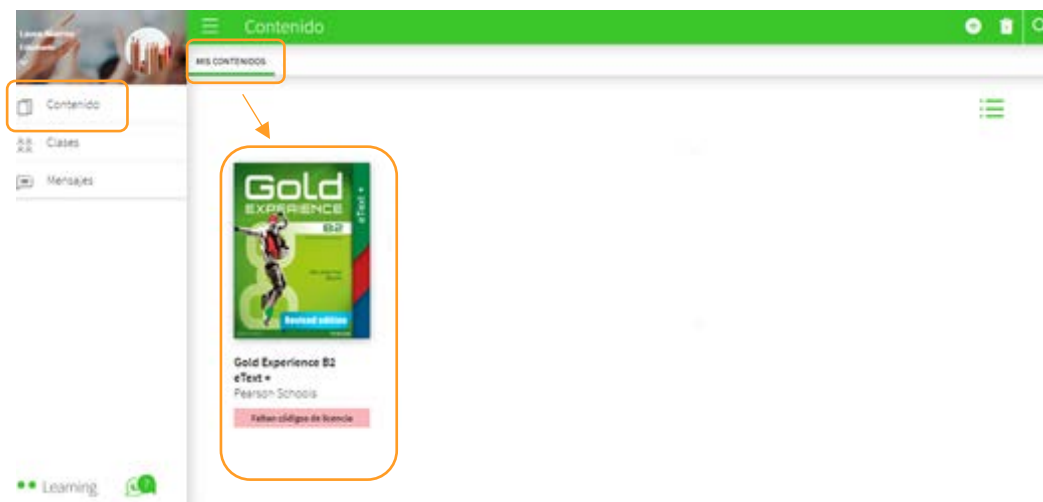 Contenido
MIS CONTENIDOS
Contenido
Clases
Mensajes
Gold
EXPERIENCE
B2
eText +
Revised edition
Gold Experience B2
eText +
Pearson Schools
Faltan códigos de licencia
Learning